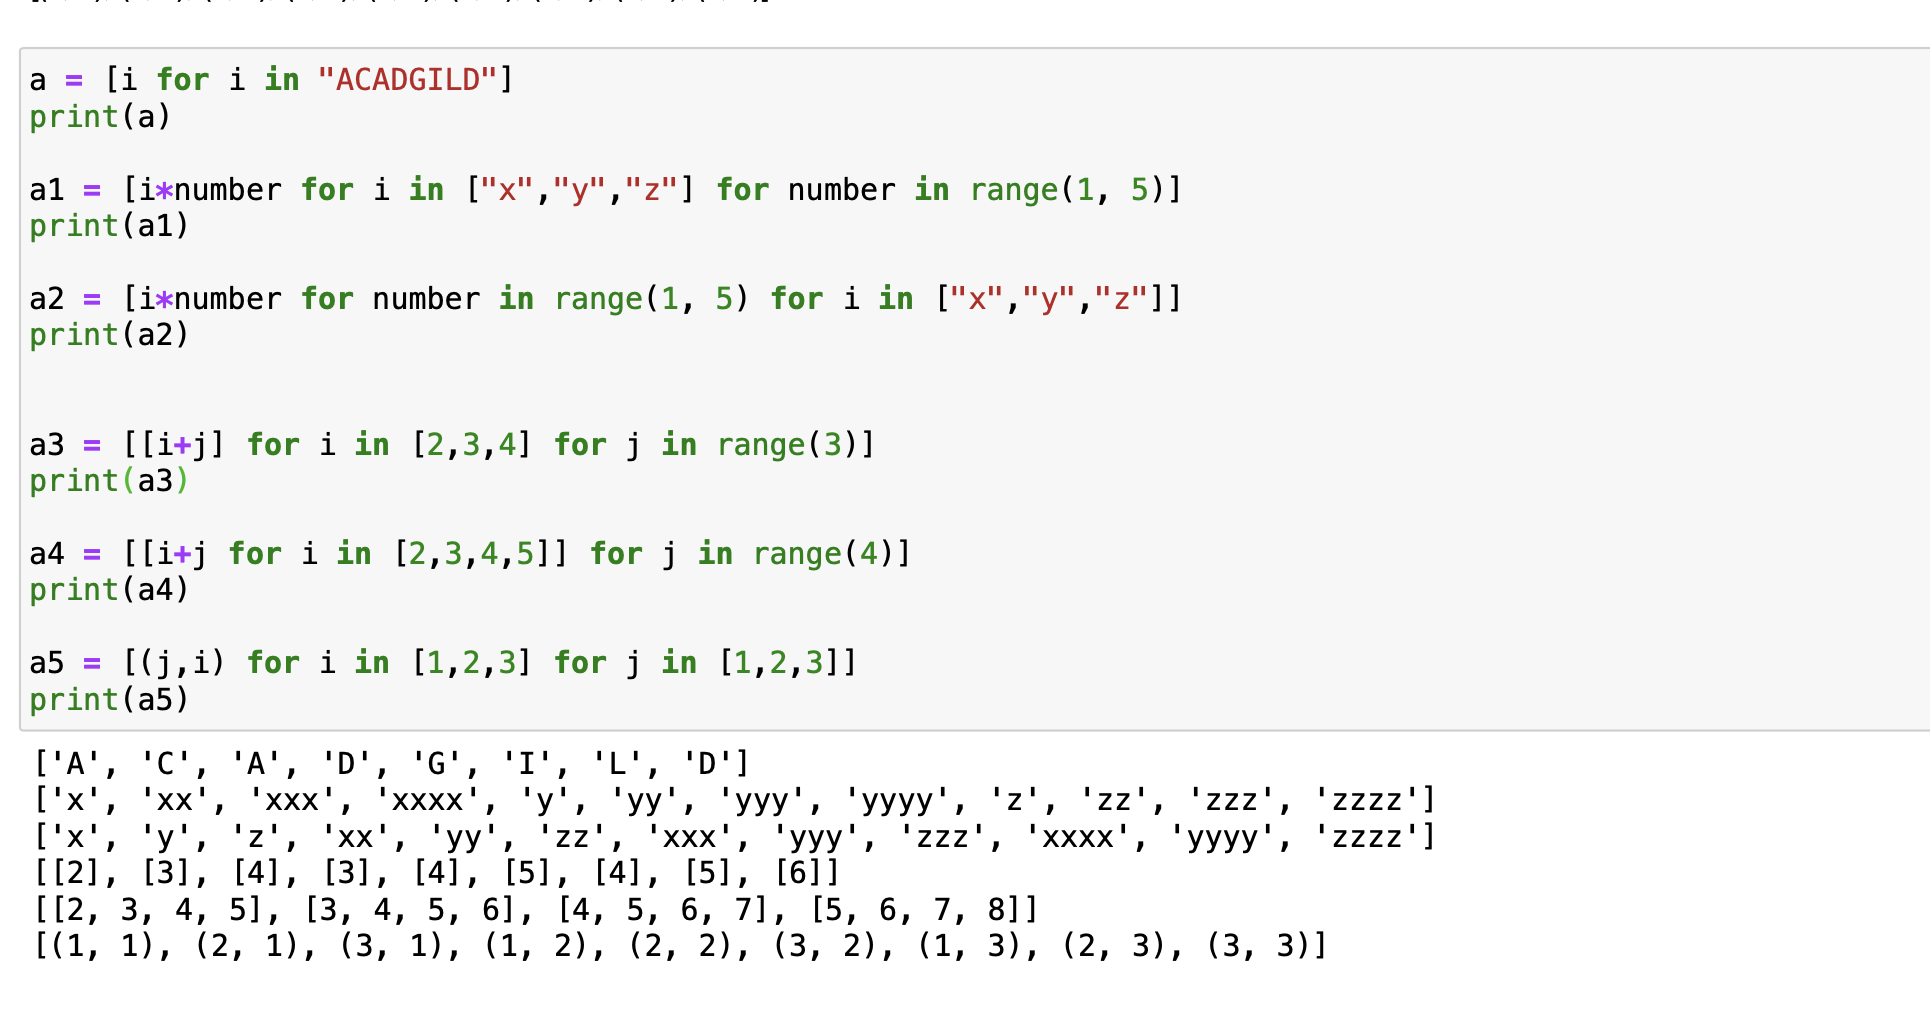 a = [i for i in "ACADGILD"]
print(a)
a1 = [i*number for i in ["x","y","z"] for number in range(1, 5)]
print(a1)
a2 = [i*number for number in range(1, 5) for i in ["x","y","z"]]
print(a2)
a3 = [[i+j] for i in [2,3,4] for j in range(3)]
print(a3)
a4 = [[i+j for i in [2,3,4,5]] for j in range(4)]
print(a4)
a5 = [(j,i) for i in [1,2,3] for j in [1,2,3]]
print(a5)
['A', 'C', 'A', 'D', 'G', 'I', 'L', 'D']
['x', 'xx', 'xxx', 'xxxx', 'y', 'yy', 'yyy', 'yyyy', 'z', 'zz', 'zzz', 'zzzz']
['x', 'y', 'z', 'xx', 'yy', 'zz', 'xxx', 'yyy', 'zzz', 'xxxx', 'yyyy', 'zzzz']
[[2], [3], [4], [3], [4], [5], [4], [5], [6]]
[[2, 3, 4, 5], [3, 4, 5, 6], [4, 5, 6, 7], [5, 6, 7, 8]]
[(1, 1), (2, 1), (3, 1), (1, 2), (2, 2), (3, 2), (1, 3), (2, 3), (3, 3)]